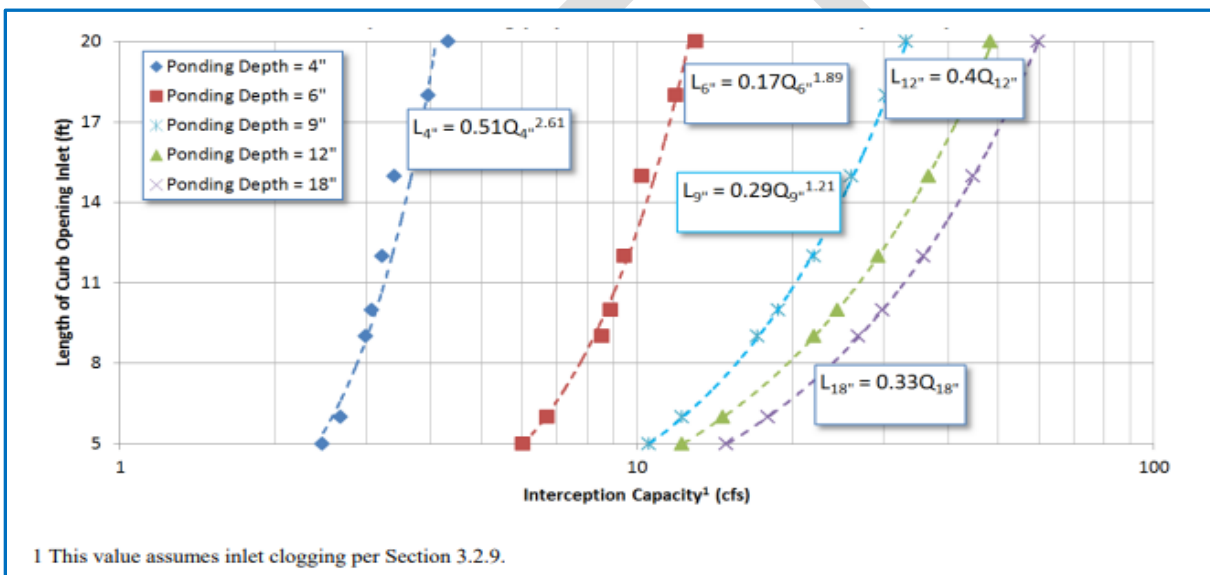 20
17
14
11
8
5
Length of Curb Opening Inlet (ft)
Ponding Depth = 4"
Ponding Depth = 6"
Ponding Depth = 9"
Ponding Depth = 12"
Ponding Depth = 18"
L4" = 0.51Q4"^2.61
L6" = 0.17Q6"^1.89
L12" = 0.4Q12"
L9" = 0.29Q9"^1.21
L18" = 0.33Q18"
1
10
100
Interception Capacity¹ (cfs)
1 This value assumes inlet clogging per Section 3.2.9.